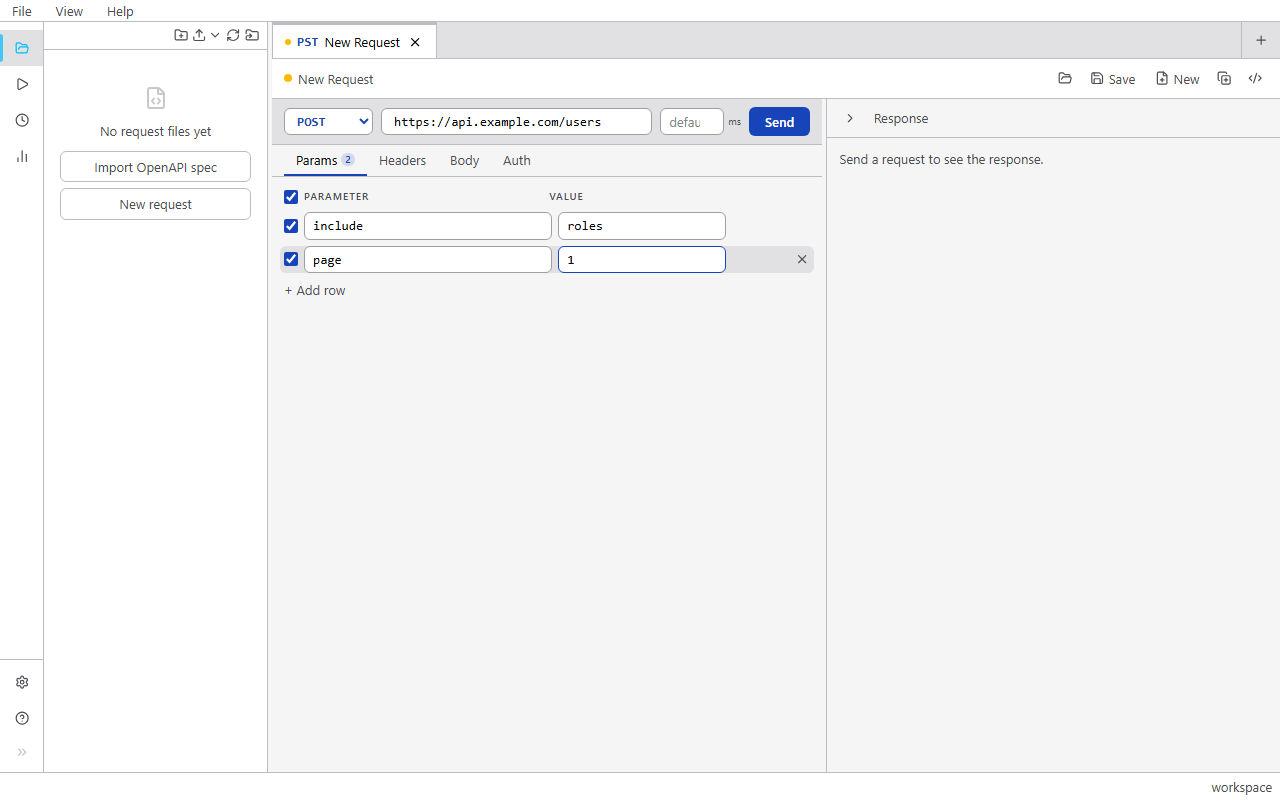 File View Help
PST New Request
New Request
Save New
No request files yet
Import OpenAPI spec
New request
POST https://api.example.com/users defau ms Send
Params 2 Headers Body Auth
PARAMETER VALUE
include roles
page 1
+ Add row
Response
Send a request to see the response.
workspace